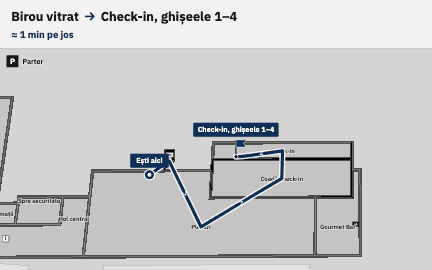 Birou vitrat → Check-in, ghișeele 1–4
≈ 1 min pe jos
P Parter
Check-in, ghișeele 1–4
Ești aici
Spre securitate
Hol central
Gourmet Bar